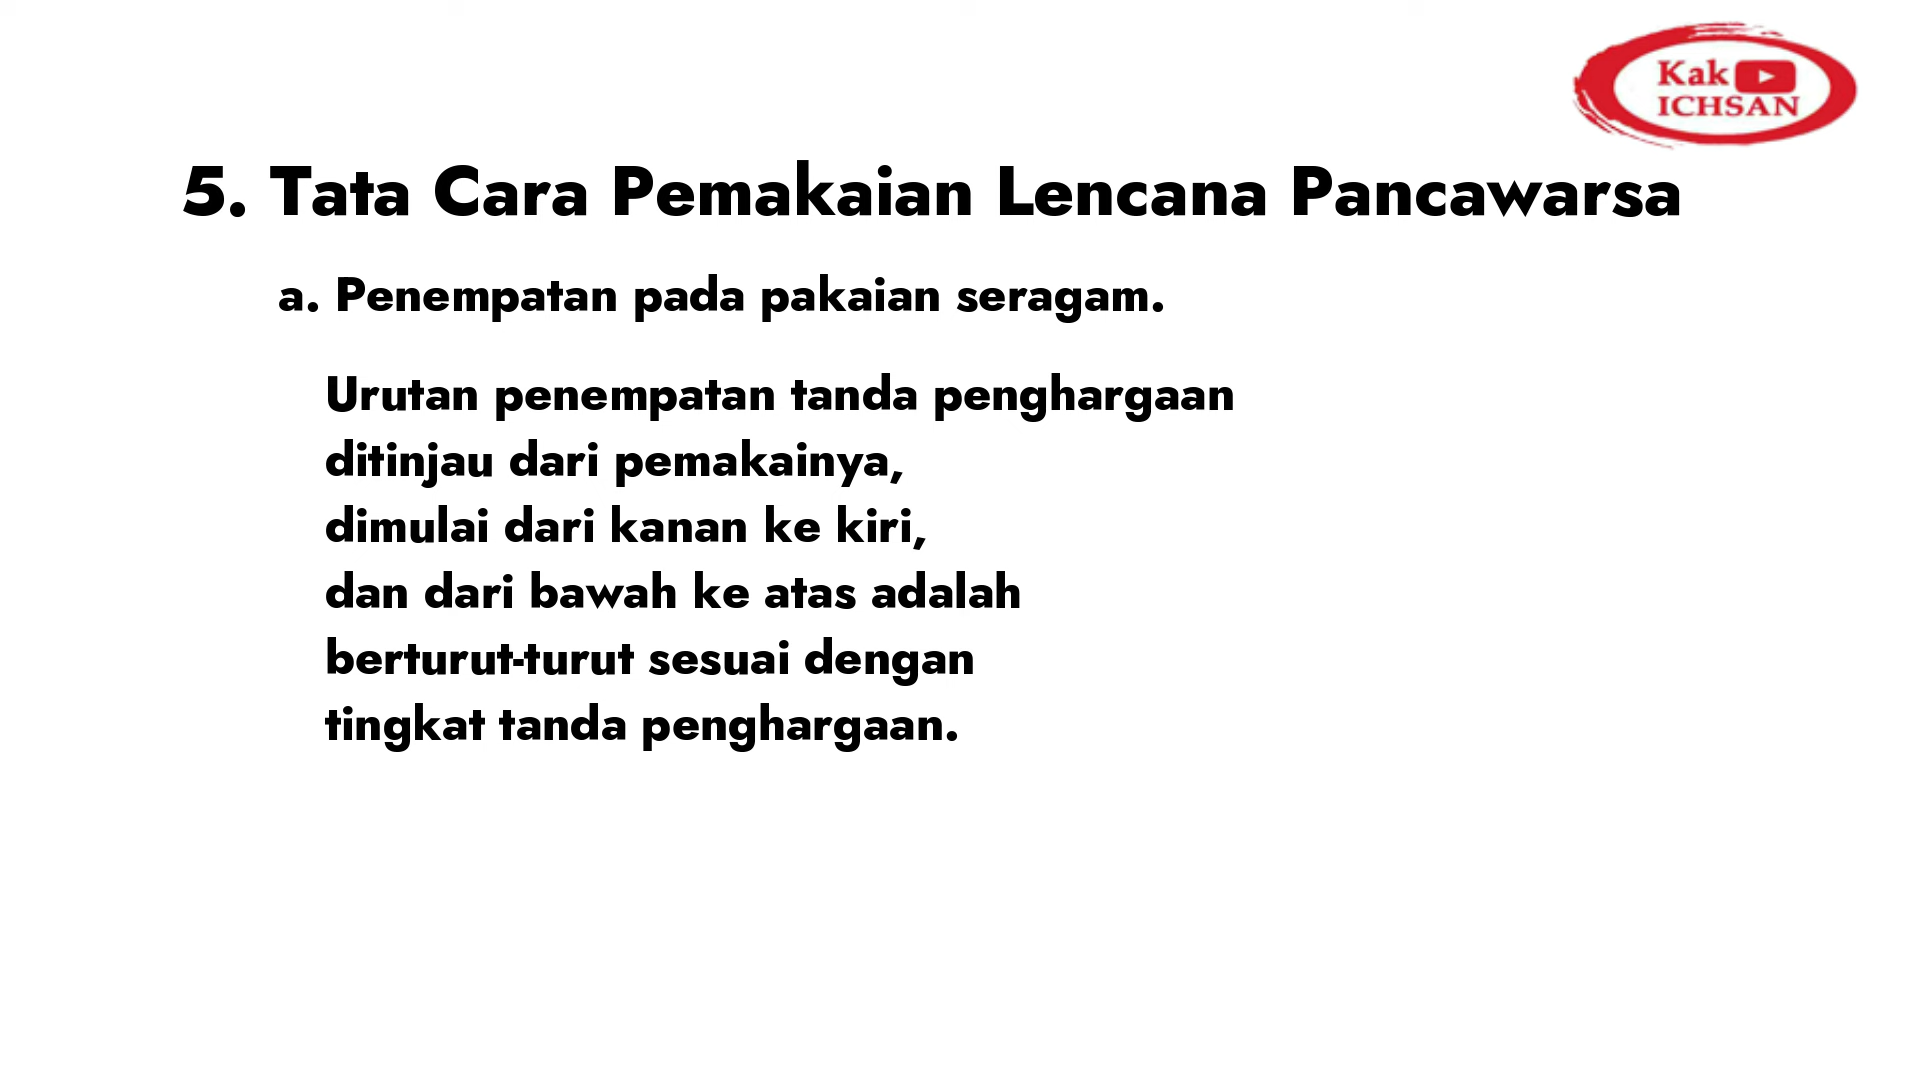 Kak
ICHSAN
5. Tata Cara Pemakaian Lencana Pancawarsa
a. Penempatan pada pakaian seragam.
Urutan penempatan tanda penghargaan
ditinjau dari pemakainya,
dimulai dari kanan ke kiri,
dan dari bawah ke atas adalah
berturut-turut sesuai dengan
tingkat tanda penghargaan.